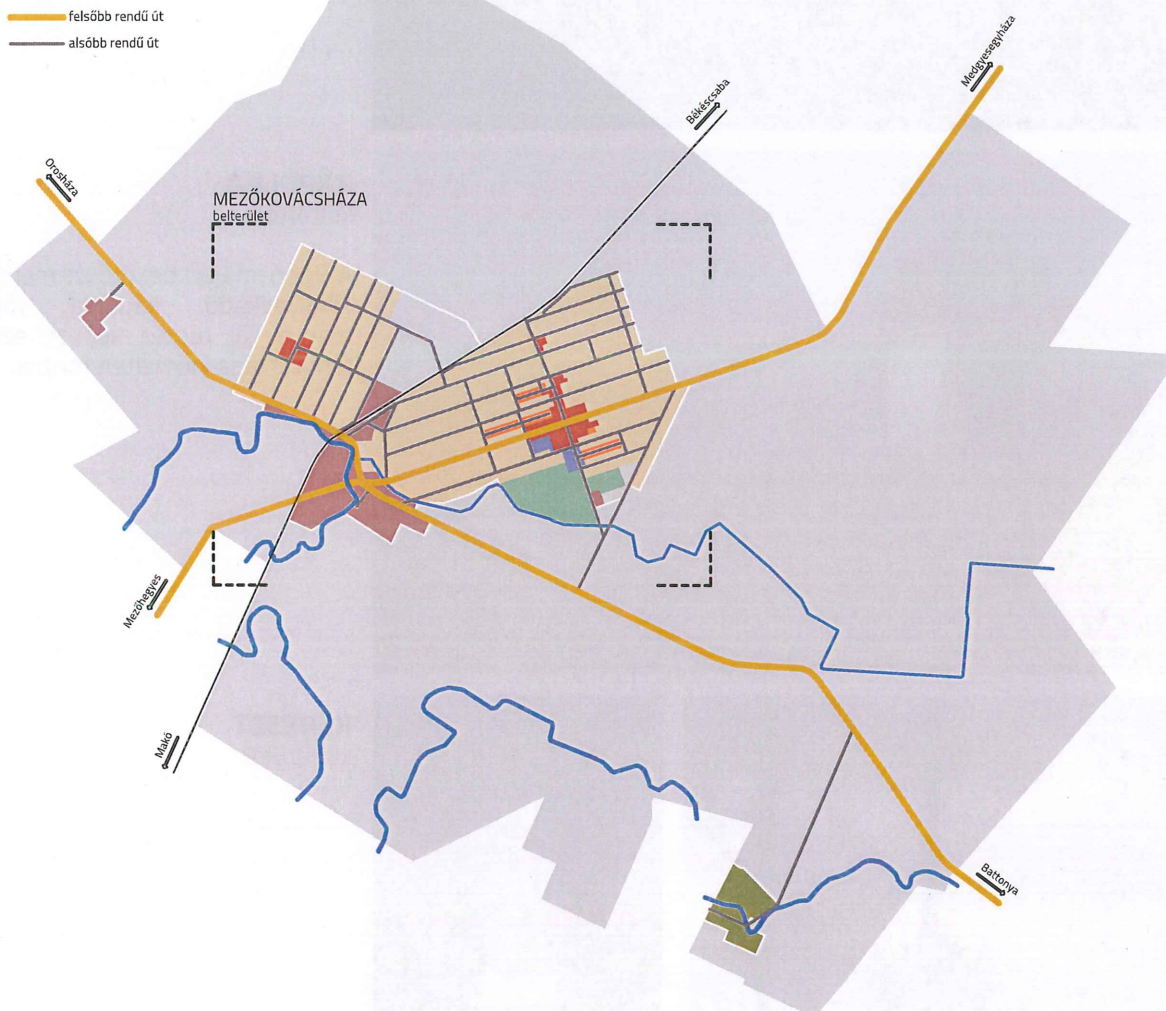 felsőbb rendű út
alsóbb rendű út
Medgyesegyháza
Békéscsaba
Orosháza
MEZŐKOVÁCSHÁZA
belterület
Mezőhegyes
Makó
Battonya